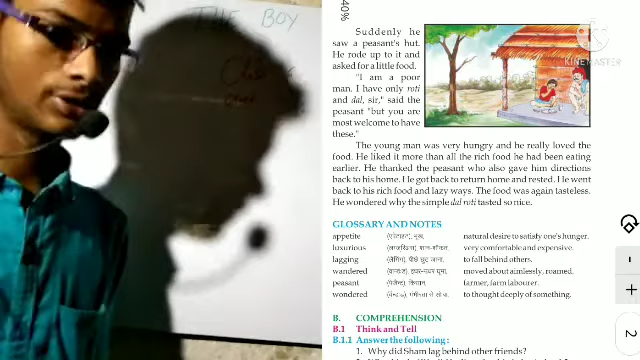 THE BOY
40%
KINEMASTER
Suddenly he
saw a peasant's hut.
He rode up to it and
asked for a little food.
"I am a poor
man. I have only roti
and dal, sir," said the
peasant "but you are
most welcome to have
these."
The young man was very hungry and he really loved the
food. He liked it more than all the rich food he had been eating
earlier. He thanked the peasant who also gave him directions
back to his home. He got back to return home and rested. He went
back to his rich food and lazy ways. The food was again tasteless.
He wondered why the simple dal roti tasted so nice.
GLOSSARY AND NOTES
appetite भूख natural desire to satisfy one's hunger.
luxurious very comfortable and expensive.
lagging पीछे छूट जाना to fall behind others.
wandered इधर-उधर घूमा moved about aimlessly, roamed.
peasant किसान farmer, farm labourer.
wondered to thought deeply of something.
B. COMPREHENSION
B.1 Think and Tell
B.1.1 Answer the following:
1. Why did Sham lag behind other friends?
2